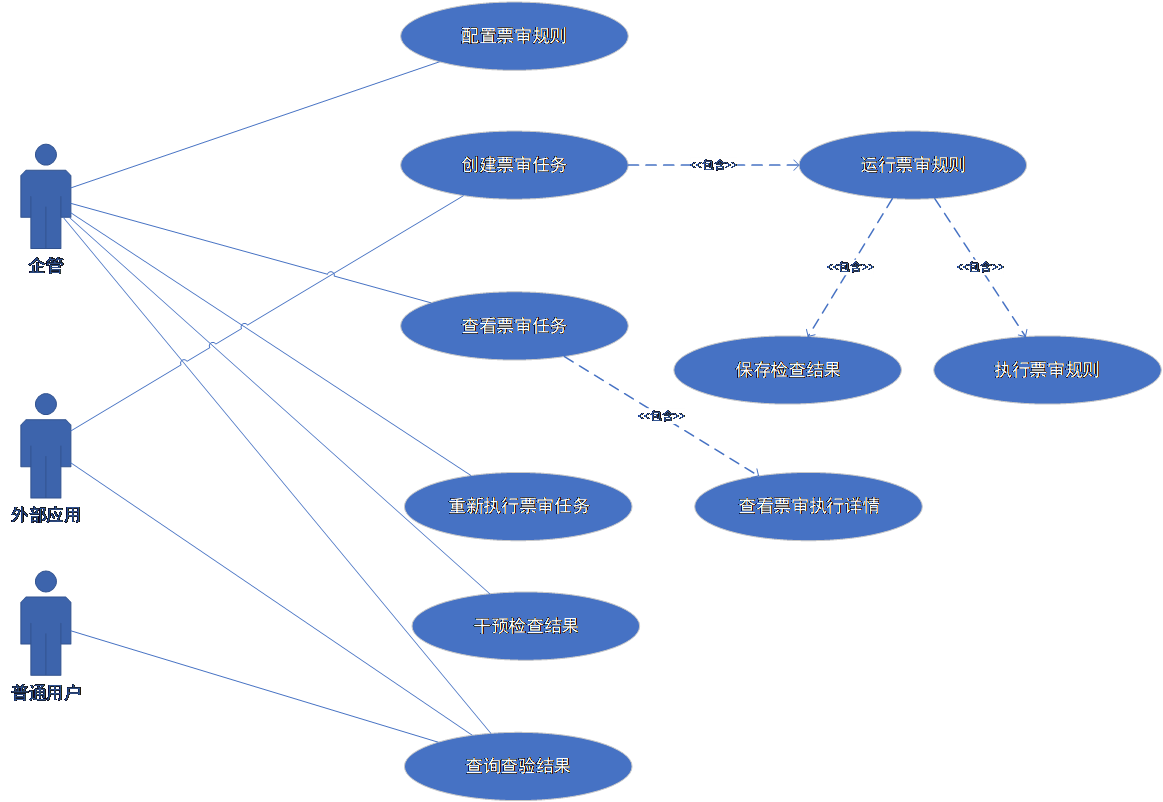 配置票审规则
创建票审任务
<<包含>>
运行票审规则
企管
<<包含>>
<<包含>>
查看票审任务
保存检查结果
执行票审规则
<<包含>>
外部应用
重新执行票审任务
查看票审执行详情
普通用户
干预检查结果
查询查验结果